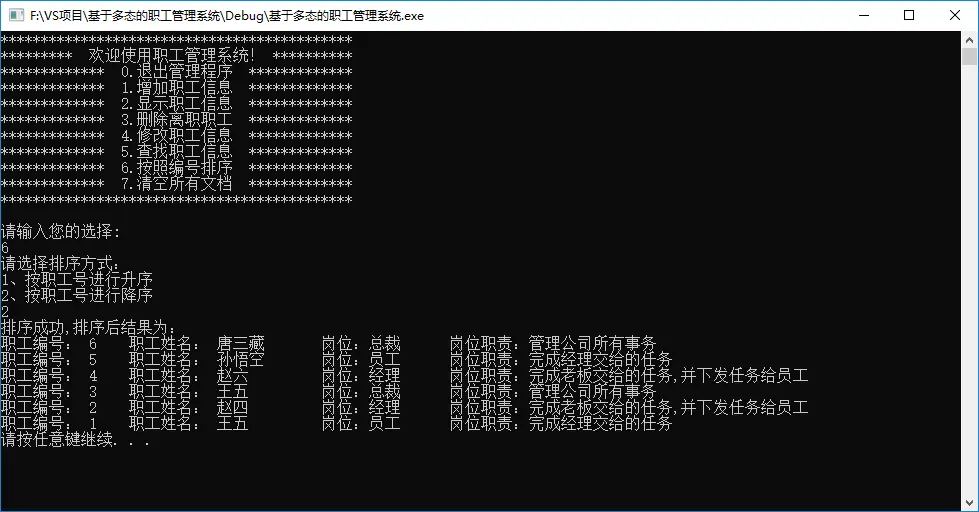 F:\VS项目\基于多态的职工管理系统\Debug\基于多态的职工管理系统.exe
********************************************
********* 欢迎使用职工管理系统! **********
************* 0.退出管理程序 *************
************* 1.增加职工信息 *************
************* 2.显示职工信息 *************
************* 3.删除离职职工 *************
************* 4.修改职工信息 *************
************* 5.查找职工信息 *************
************* 6.按照编号排序 *************
************* 7.清空所有文档 *************
********************************************
请输入您的选择:
6
请选择排序方式:
1、按职工号进行升序
2、按职工号进行降序
2
排序成功,排序后结果为:
职工编号: 6 职工姓名: 唐三藏 岗位: 总裁 岗位职责: 管理公司所有事务
职工编号: 5 职工姓名: 孙悟空 岗位: 员工 岗位职责: 完成经理交给的任务
职工编号: 4 职工姓名: 赵六 岗位: 经理 岗位职责: 完成老板交给的任务,并下发任务给员工
职工编号: 3 职工姓名: 王五 岗位: 总裁 岗位职责: 管理公司所有事务
职工编号: 2 职工姓名: 赵四 岗位: 经理 岗位职责: 完成老板交给的任务,并下发任务给员工
职工编号: 1 职工姓名: 王五 岗位: 员工 岗位职责: 完成经理交给的任务
请按任意键继续. . .